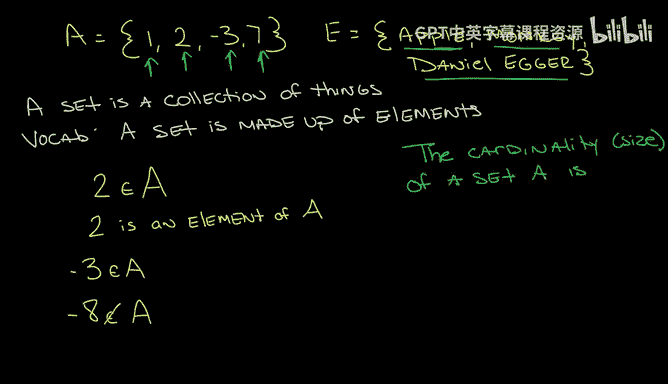 A = {1, 2, -3, 7} E = {APPLE,
GPT中英字幕课程资源 bilibili
DANIEL EGGER}
A SET IS A COLLECTION OF THINGS
VOCAB: A SET IS MADE UP OF ELEMENTS
The CARDINALITY (size)
OF A SET A IS
2 ∈ A
2 IS AN ELEMENT OF A
-3 ∈ A
-8 ∉ A